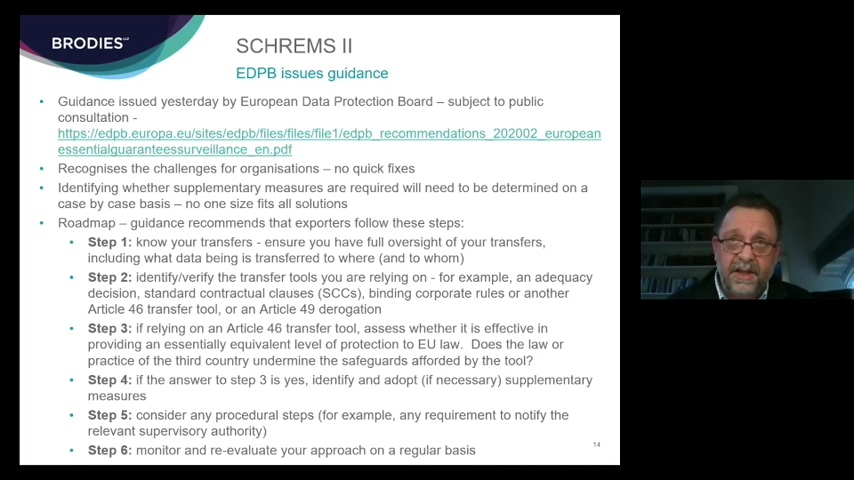 BRODIES LLP
SCHREMS II
EDPB issues guidance
• Guidance issued yesterday by European Data Protection Board – subject to public
consultation -
https://edpb.europa.eu/sites/edpb/files/files/file1/edpb_recommendations_202002_european
essentialguaranteessurveillance_en.pdf
• Recognises the challenges for organisations – no quick fixes
• Identifying whether supplementary measures are required will need to be determined on a
case by case basis – no one size fits all solutions
• Roadmap – guidance recommends that exporters follow these steps:
• Step 1: know your transfers - ensure you have full oversight of your transfers,
including what data being is transferred to where (and to whom)
• Step 2: identify/verify the transfer tools you are relying on - for example, an adequacy
decision, standard contractual clauses (SCCs), binding corporate rules or another
Article 46 transfer tool, or an Article 49 derogation
• Step 3: if relying on an Article 46 transfer tool, assess whether it is effective in
providing an essentially equivalent level of protection to EU law. Does the law or
practice of the third country undermine the safeguards afforded by the tool?
• Step 4: if the answer to step 3 is yes, identify and adopt (if necessary) supplementary
measures
• Step 5: consider any procedural steps (for example, any requirement to notify the
relevant supervisory authority)
• Step 6: monitor and re-evaluate your approach on a regular basis
14